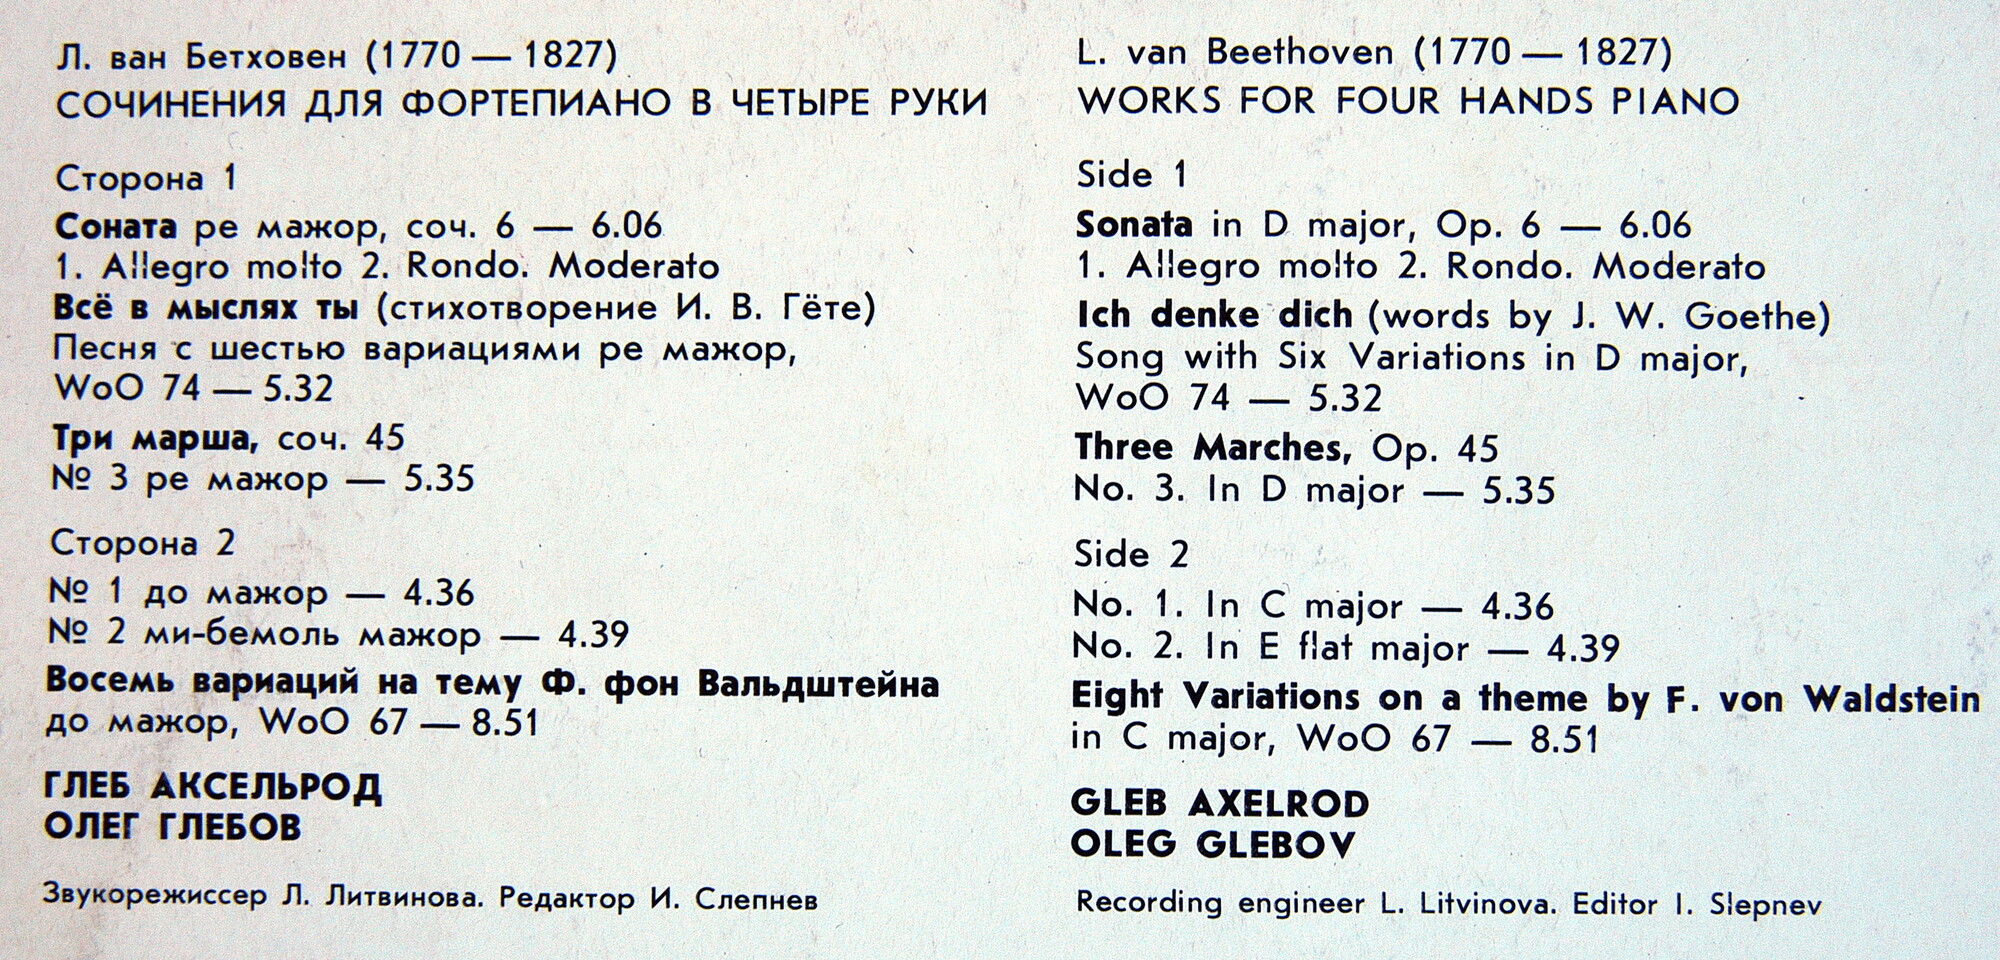 Л. ван Бетховен (1770 — 1827)
СОЧИНЕНИЯ ДЛЯ ФОРТЕПИАНО В ЧЕТЫРЕ РУКИ
Сторона 1
Соната ре мажор, соч. 6 — 6.06
1. Allegro molto 2. Rondo. Moderato
Всё в мыслях ты (стихотворение И. В. Гёте)
Песня с шестью вариациями ре мажор,
WoO 74 — 5.32
Три марша, соч. 45
№ 3 ре мажор — 5.35
Сторона 2
№ 1 до мажор — 4.36
№ 2 ми-бемоль мажор — 4.39
Восемь вариаций на тему Ф. фон Вальдштейна
до мажор, WoO 67 — 8.51
ГЛЕБ АКСЕЛЬРОД
ОЛЕГ ГЛЕБОВ
Звукорежиссер Л. Литвинова. Редактор И. Слепнев
L. van Beethoven (1770 — 1827)
WORKS FOR FOUR HANDS PIANO
Side 1
Sonata in D major, Op. 6 — 6.06
1. Allegro molto 2. Rondo. Moderato
Ich denke dich (words by J. W. Goethe)
Song with Six Variations in D major,
WoO 74 — 5.32
Three Marches, Op. 45
No. 3. In D major — 5.35
Side 2
No. 1. In C major — 4.36
No. 2. In E flat major — 4.39
Eight Variations on a theme by F. von Waldstein
in C major, WoO 67 — 8.51
GLEB AXELROD
OLEG GLEBOV
Recording engineer L. Litvinova. Editor I. Slepnev